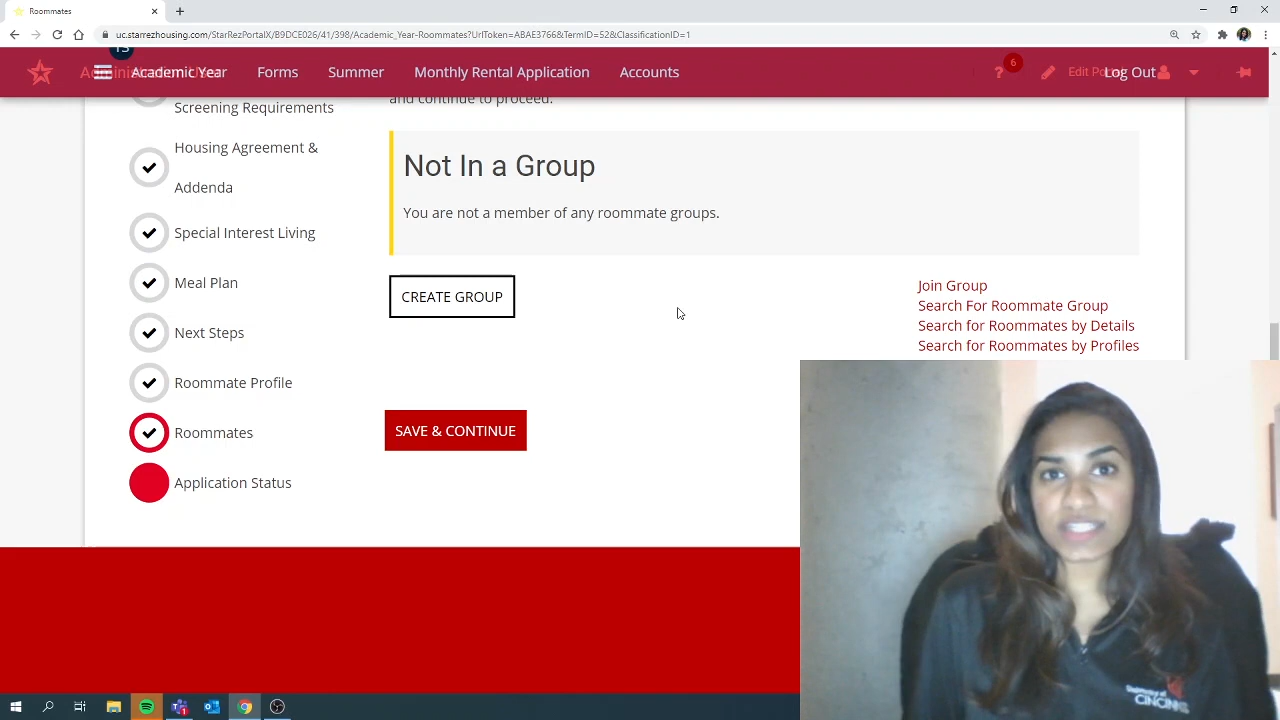 Roommates
uc.starrezhousing.com/StarRezPortalX/B9DCE026/41/398/Academic_Year-Roommates?UrlToken=ABAE3766&TermID=52&ClassificationID=1
Academic Year Forms Summer Monthly Rental Application Accounts ? 6 Edit Log Out
Screening Requirements
and continue to proceed.
Housing Agreement &
Addenda
Not In a Group
You are not a member of any roommate groups.
Special Interest Living
Meal Plan
CREATE GROUP
Join Group
Search For Roommate Group
Search for Roommates by Details
Search for Roommates by Profiles
Next Steps
Roommate Profile
Roommates
SAVE & CONTINUE
Application Status
University of
CINCINNATI